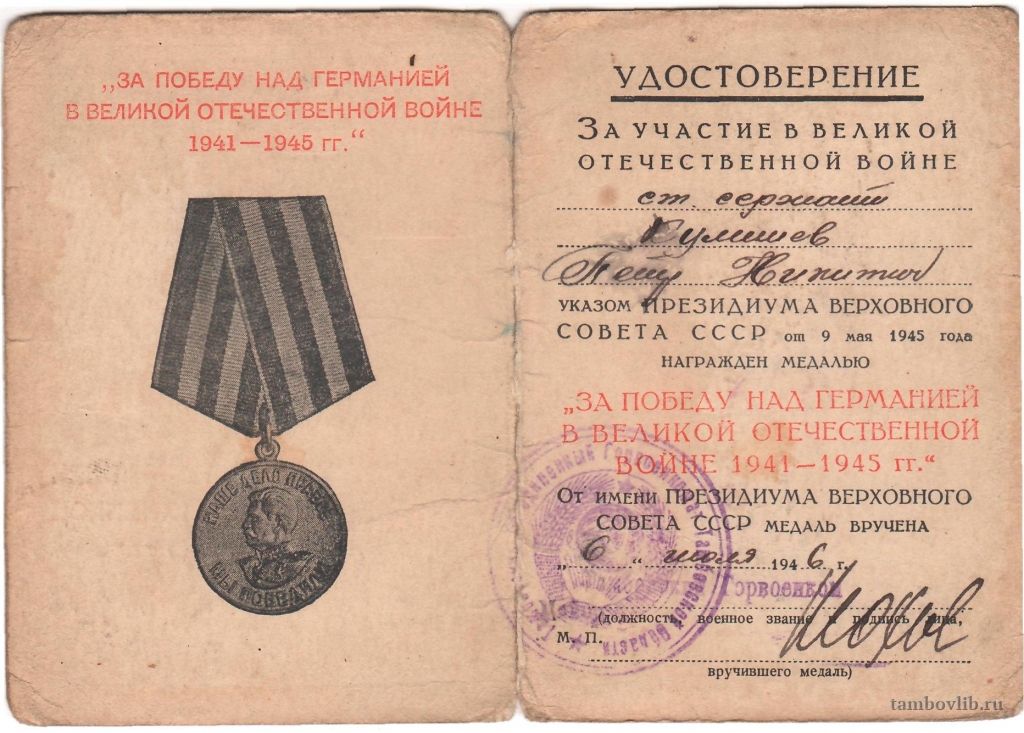 „ЗА ПОБЕДУ НАД ГЕРМАНИЕЙ
В ВЕЛИКОЙ ОТЕЧЕСТВЕННОЙ ВОЙНЕ
1941—1945 гг.“
НАШЕ ДЕЛО ПРАВОЕ
МЫ ПОБЕДИЛИ
УДОСТОВЕРЕНИЕ
ЗА УЧАСТИЕ В ВЕЛИКОЙ
ОТЕЧЕСТВЕННОЙ ВОЙНЕ
ст. сержант
Петр Никитич
УКАЗОМ ПРЕЗИДИУМА ВЕРХОВНОГО
СОВЕТА СССР от 9 мая 1945 года
НАГРАЖДЕН МЕДАЛЬЮ
„ЗА ПОБЕДУ НАД ГЕРМАНИЕЙ
В ВЕЛИКОЙ ОТЕЧЕСТВЕННОЙ
ВОЙНЕ 1941—1945 гг.“
ОТ ИМЕНИ ПРЕЗИДИУМА ВЕРХОВНОГО
СОВЕТА СССР МЕДАЛЬ ВРУЧЕНА
„6“ июля 1946 г.
Горвоенком
(должность, военное звание и подпись лица,
М. П.
вручившего медаль)
tambovlib.ru